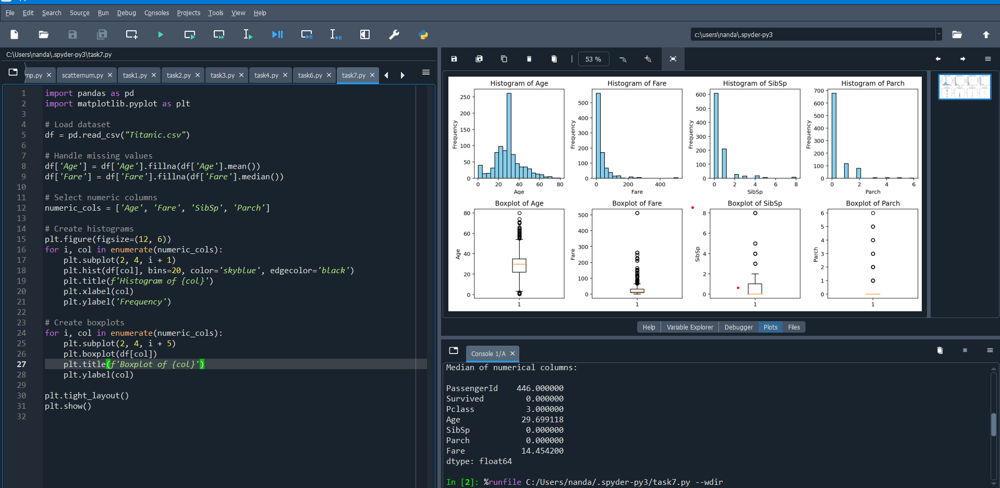 File Edit Search Source Run Debug Consoles Projects Tools View Help
c:\users\nanda\.spyder-py3
C:\Users\nanda\.spyder-py3\task7.py
mp.py scatternum.py task1.py task2.py task3.py task4.py task6.py task7.py
1 import pandas as pd
2 import matplotlib.pyplot as plt
3
4 # Load dataset
5 df = pd.read_csv("Titanic.csv")
6
7 # Handle missing values
8 df['Age'] = df['Age'].fillna(df['Age'].mean())
9 df['Fare'] = df['Fare'].fillna(df['Fare'].median())
10
11 # Select numeric columns
12 numeric_cols = ['Age', 'Fare', 'SibSp', 'Parch']
13
14 # Create histograms
15 plt.figure(figsize=(12, 6))
16 for i, col in enumerate(numeric_cols):
17 plt.subplot(2, 4, i + 1)
18 plt.hist(df[col], bins=20, color='skyblue', edgecolor='black')
19 plt.title(f'Histogram of {col}')
20 plt.xlabel(col)
21 plt.ylabel('Frequency')
22
23 # Create boxplots
24 for i, col in enumerate(numeric_cols):
25 plt.subplot(2, 4, i + 5)
26 plt.boxplot(df[col])
27 plt.title(f'Boxplot of {col}')
28 plt.ylabel(col)
29
30 plt.tight_layout()
31 plt.show()
32
53 %
Histogram of Age
250
200
150
100
50
0
Frequency
0 20 40 60 80
Age
Histogram of Fare
500
400
300
200
100
0
Frequency
0 200 400
Fare
Histogram of SibSp
600
500
400
300
200
100
0
Frequency
0 2 4 6 8
SibSp
Histogram of Parch
700
600
500
400
300
200
100
0
Frequency
0 2 4 6
Parch
Boxplot of Age
80
60
40
20
0
Age
1
Boxplot of Fare
500
400
300
200
100
0
Fare
1
Boxplot of SibSp
8
6
4
2
0
SibSp
1
Boxplot of Parch
6
5
4
3
2
1
0
Parch
1
Help Variable Explorer Debugger Plots Files
Console 1/A
Median of numerical columns:
PassengerId 446.000000
Survived 0.000000
Pclass 3.000000
Age 29.699118
SibSp 0.000000
Parch 0.000000
Fare 14.454200
dtype: float64
In [2]: %runfile C:/Users/nanda/.spyder-py3/task7.py --wdir